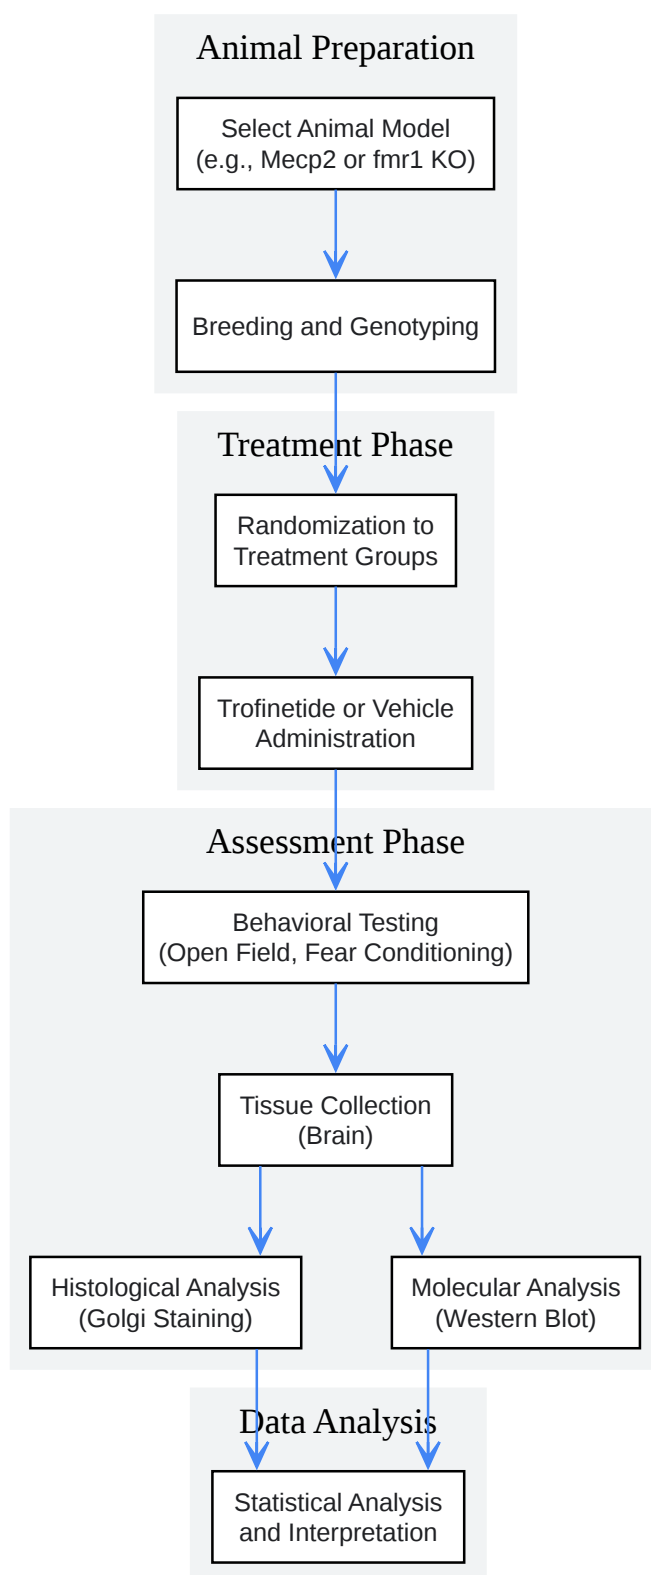 Animal Preparation
Select Animal Model
(e.g., Mecp2 or fmr1 KO)
Breeding and Genotyping
Treatment Phase
Randomization to
Treatment Groups
Trofinetide or Vehicle
Administration
Assessment Phase
Behavioral Testing
(Open Field, Fear Conditioning)
Tissue Collection
(Brain)
Histological Analysis
(Golgi Staining)
Molecular Analysis
(Western Blot)
Data Analysis
Statistical Analysis
and Interpretation